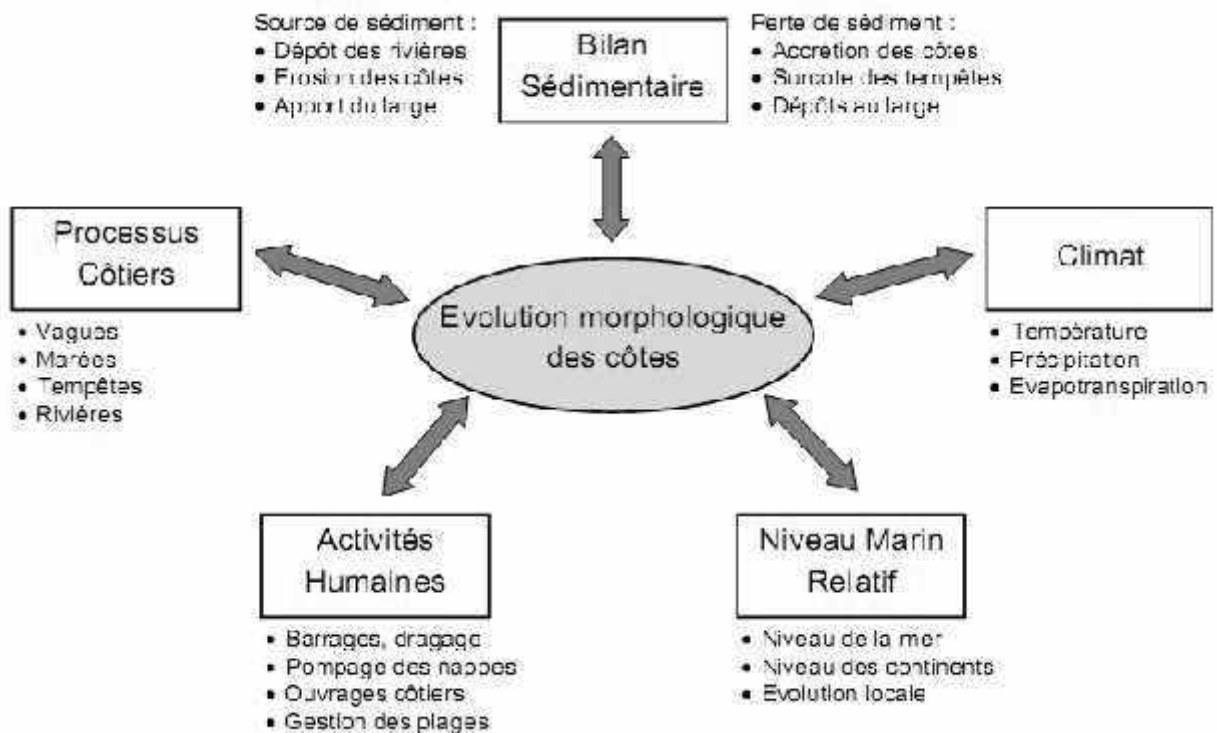 Source de sédiment :
• Dépôt des rivières
• Erosion des côtes
• Apport du large
Bilan
Sédimentaire
Perte de sédiment :
• Accretion des côtes
• Surcote des tempêtes
• Dépôts au large
Processus
Côtiers
• Vagues
• Marées
• Tempêtes
• Rivières
Climat
• Température
• Précipitation
• Evapotranspiration
Evolution morphologique
des côtes
Activités
Humaines
• Barrages, dragage
• Pompage des nappes
• Ouvrages côtiers
• Gestion des plages
Niveau Marin
Relatif
• Niveau de la mer
• Niveau des continents
• Evolution locale